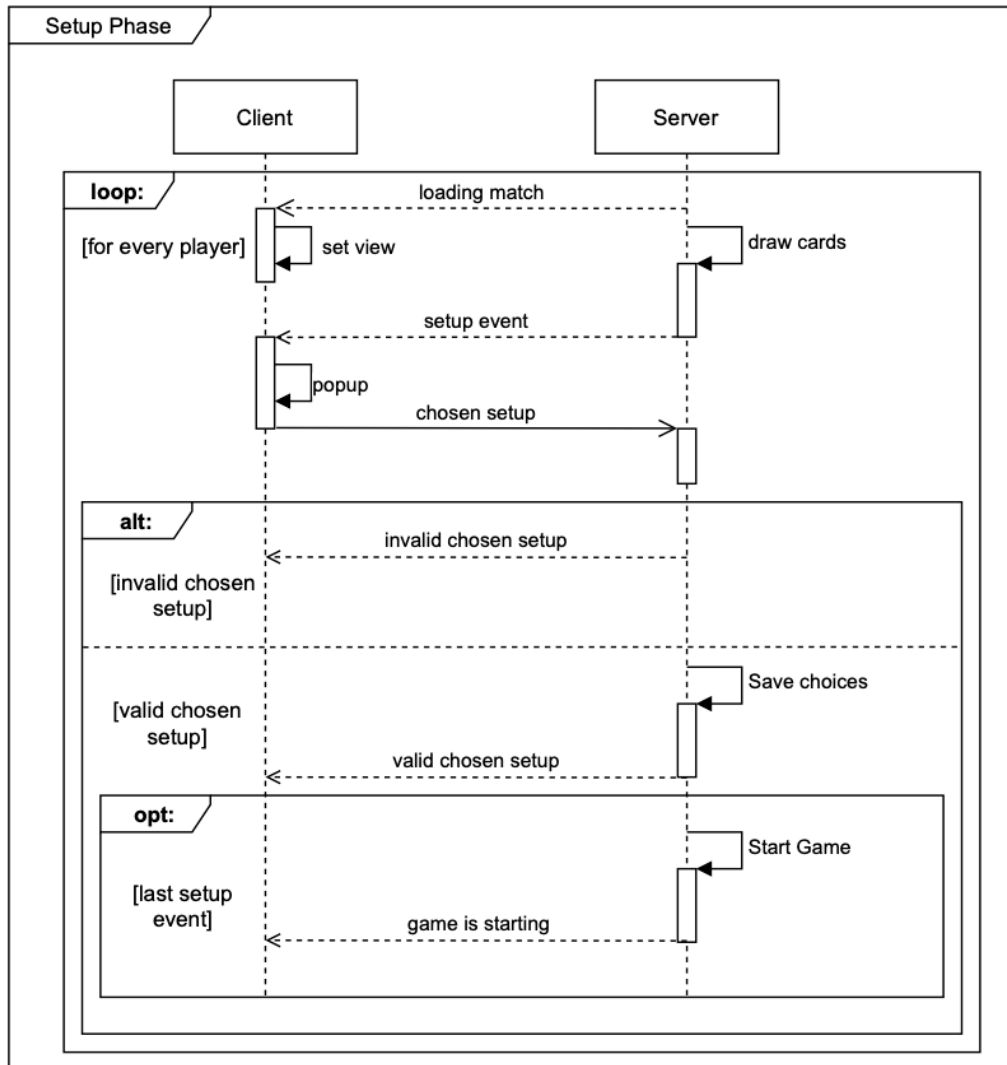 Setup Phase
Client
Server
loop:
loading match
[for every player]
set view
draw cards
setup event
popup
chosen setup
alt:
invalid chosen setup
[invalid chosen
setup]
Save choices
[valid chosen
setup]
valid chosen setup
opt:
Start Game
[last setup
event]
game is starting